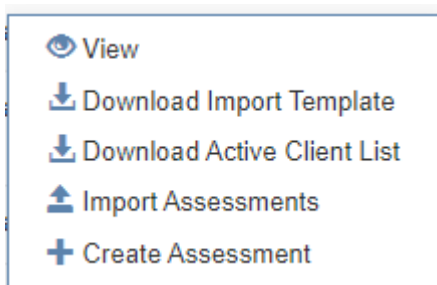 View
Download Import Template
Download Active Client List
Import Assessments
Create Assessment